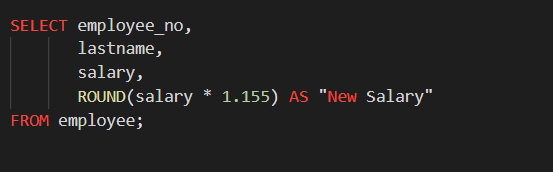 SELECT employee_no,
lastname,
salary,
ROUND(salary * 1.155) AS "New Salary"
FROM employee;